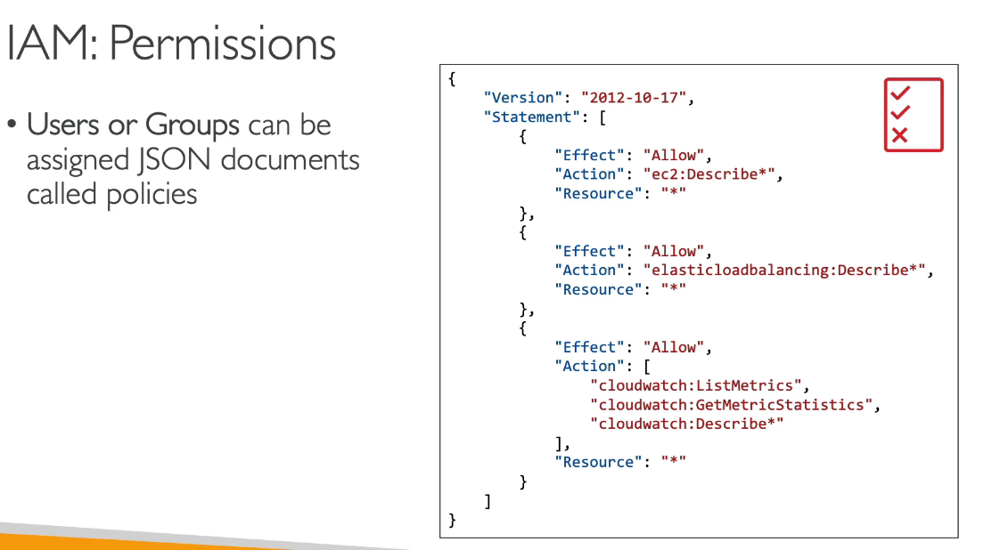 IAM: Permissions
• Users or Groups can be
assigned JSON documents
called policies
{
    "Version": "2012-10-17",
    "Statement": [
        {
            "Effect": "Allow",
            "Action": "ec2:Describe*",
            "Resource": "*"
        },
        {
            "Effect": "Allow",
            "Action": "elasticloadbalancing:Describe*",
            "Resource": "*"
        },
        {
            "Effect": "Allow",
            "Action": [
                "cloudwatch:ListMetrics",
                "cloudwatch:GetMetricStatistics",
                "cloudwatch:Describe*"
            ],
            "Resource": "*"
        }
    ]
}